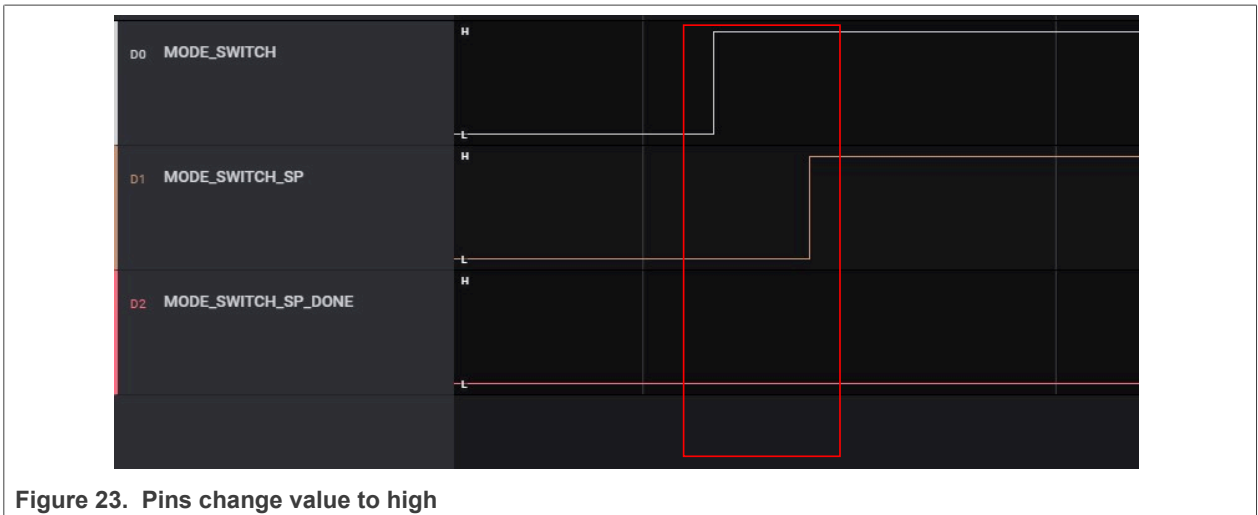 H
D0 MODE_SWITCH
L
H
D1 MODE_SWITCH_SP
L
H
D2 MODE_SWITCH_SP_DONE
L
Figure 23. Pins change value to high